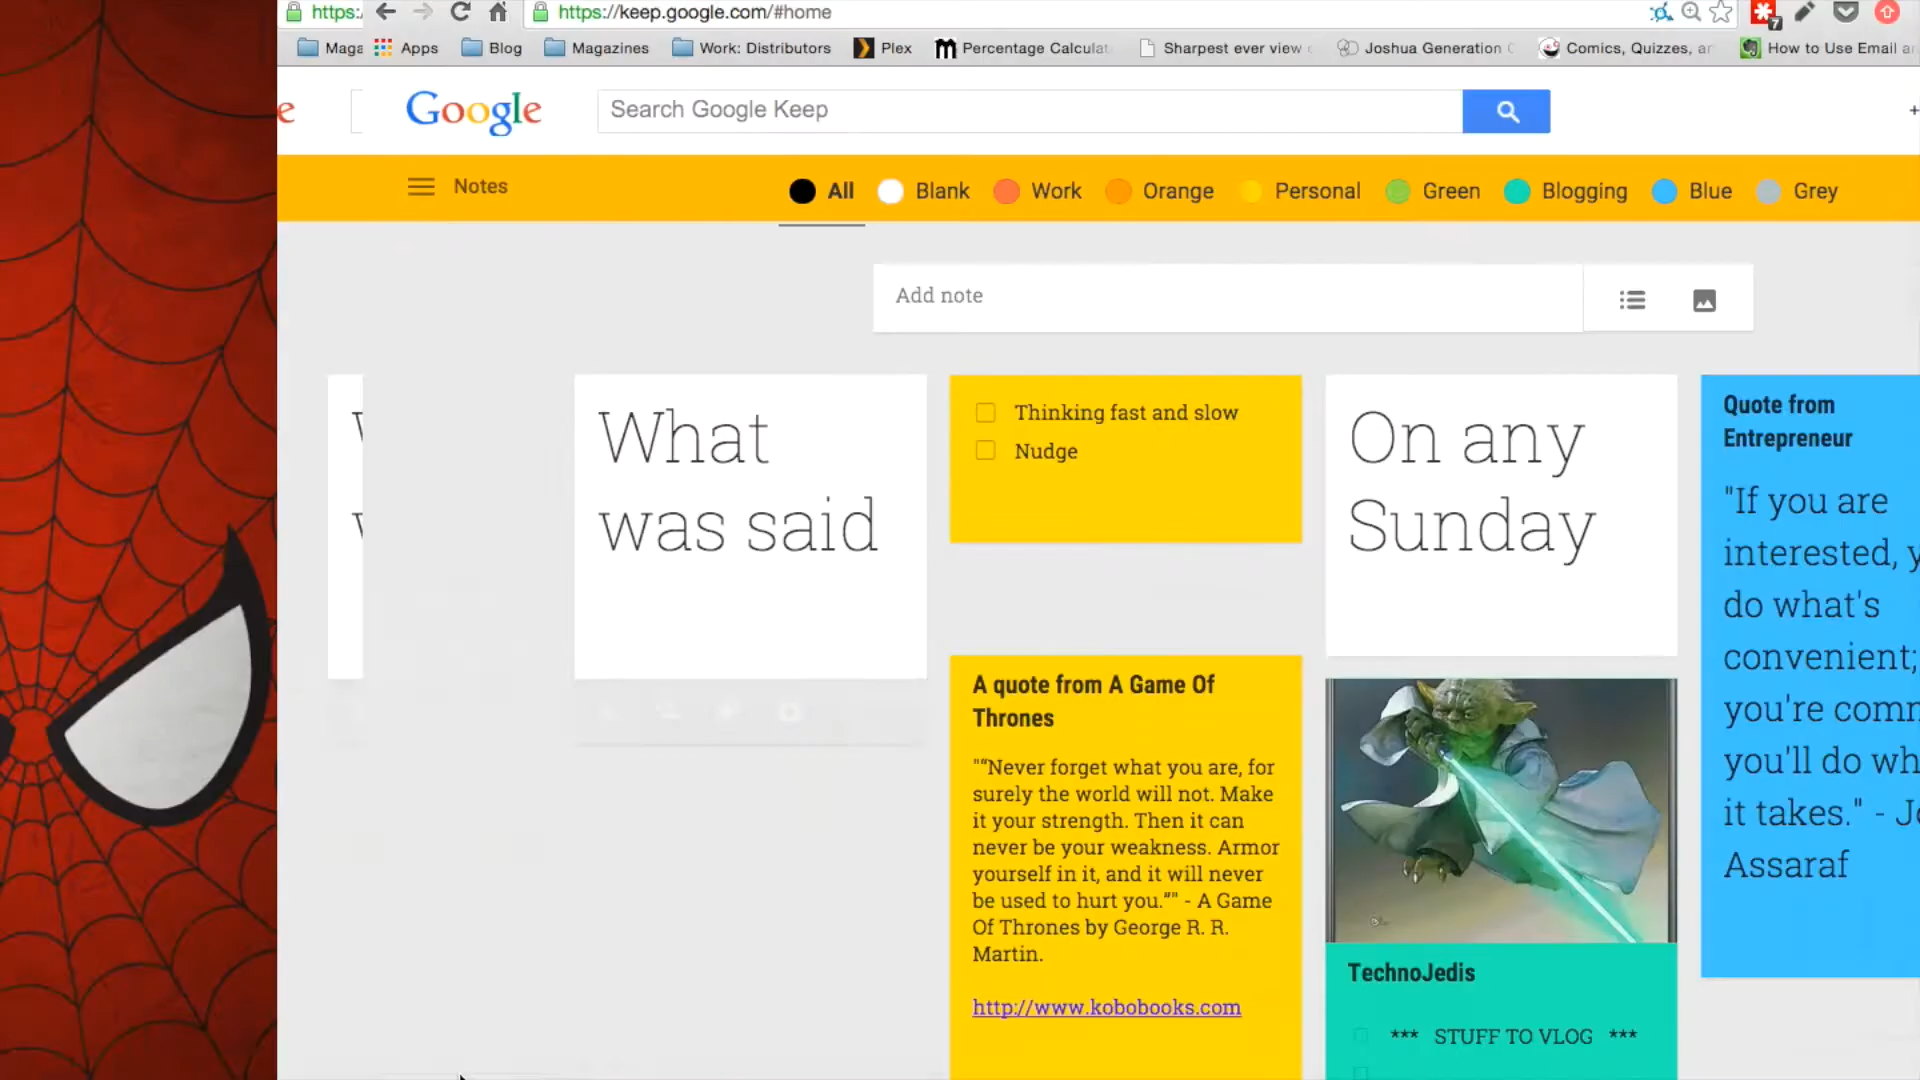 https:
https://keep.google.com/#home
7
Maga
Apps
Blog
Magazines
Work: Distributors
Plex
Percentage Calcula
Sharpest ever view
Joshua Generation
Comics, Quizzes, ar
How to Use Email a
e
Google
Search Google Keep
+
Notes
All
Blank
Work
Orange
Personal
Green
Blogging
Blue
Grey
Add note
What
was said
Thinking fast and slow
Nudge
On any
Sunday
Quote from
Entrepreneur
"If you are
interested, y
do what's
convenient;
you're comm
you'll do wh
it takes." - Jo
Assaraf
A quote from A Game Of
Thrones
"“Never forget what you are, for
surely the world will not. Make
it your strength. Then it can
never be your weakness. Armor
yourself in it, and it will never
be used to hurt you.”" - A Game
Of Thrones by George R. R.
Martin.
http://www.kobobooks.com
TechnoJedis
*** STUFF TO VLOG ***